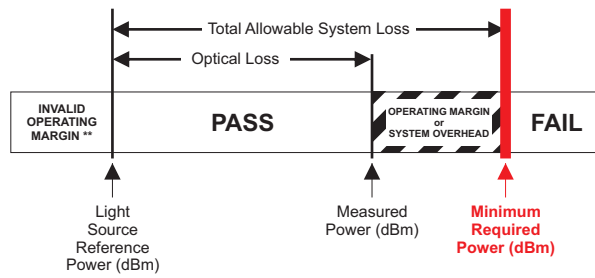 Total Allowable System Loss
Optical Loss
INVALID
OPERATING
MARGIN **
PASS
OPERATING MARGIN
or
SYSTEM OVERHEAD
FAIL
Light
Source
Reference
Power (dBm)
Measured
Power (dBm)
Minimum
Required
Power (dBm)